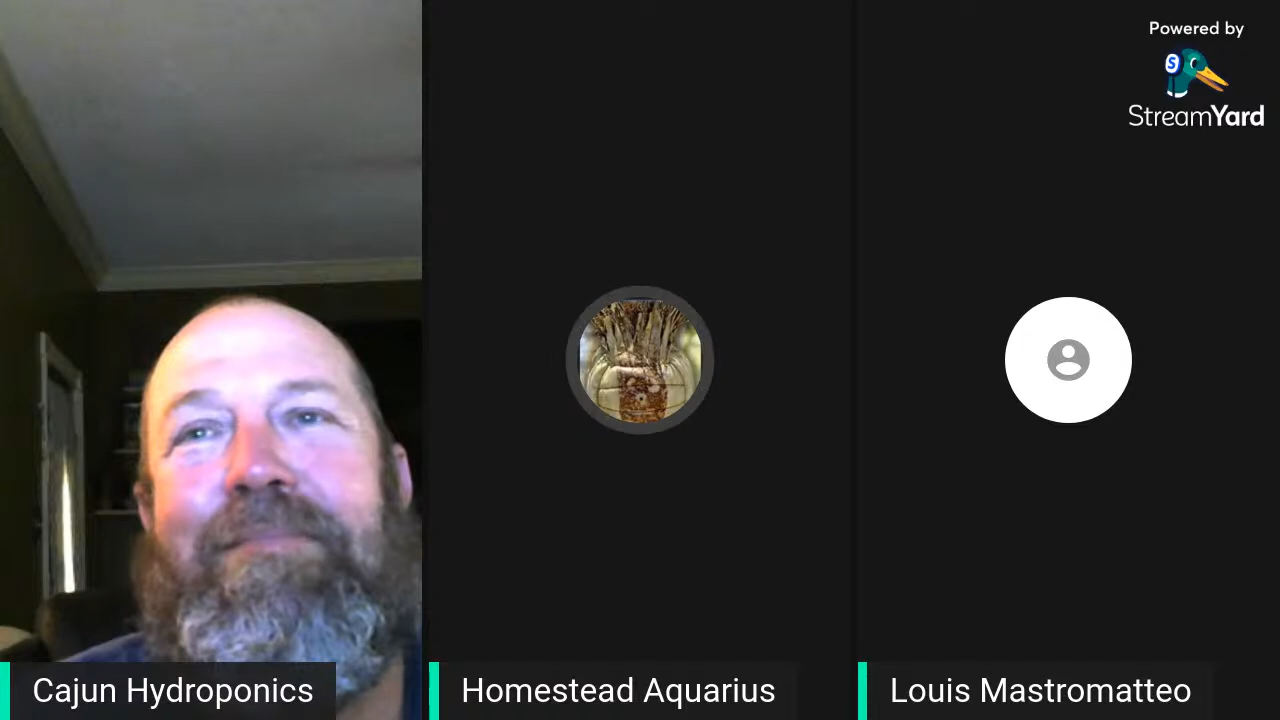 Powered by
S
StreamYard
Cajun Hydroponics
Homestead Aquarius
Louis Mastromatteo